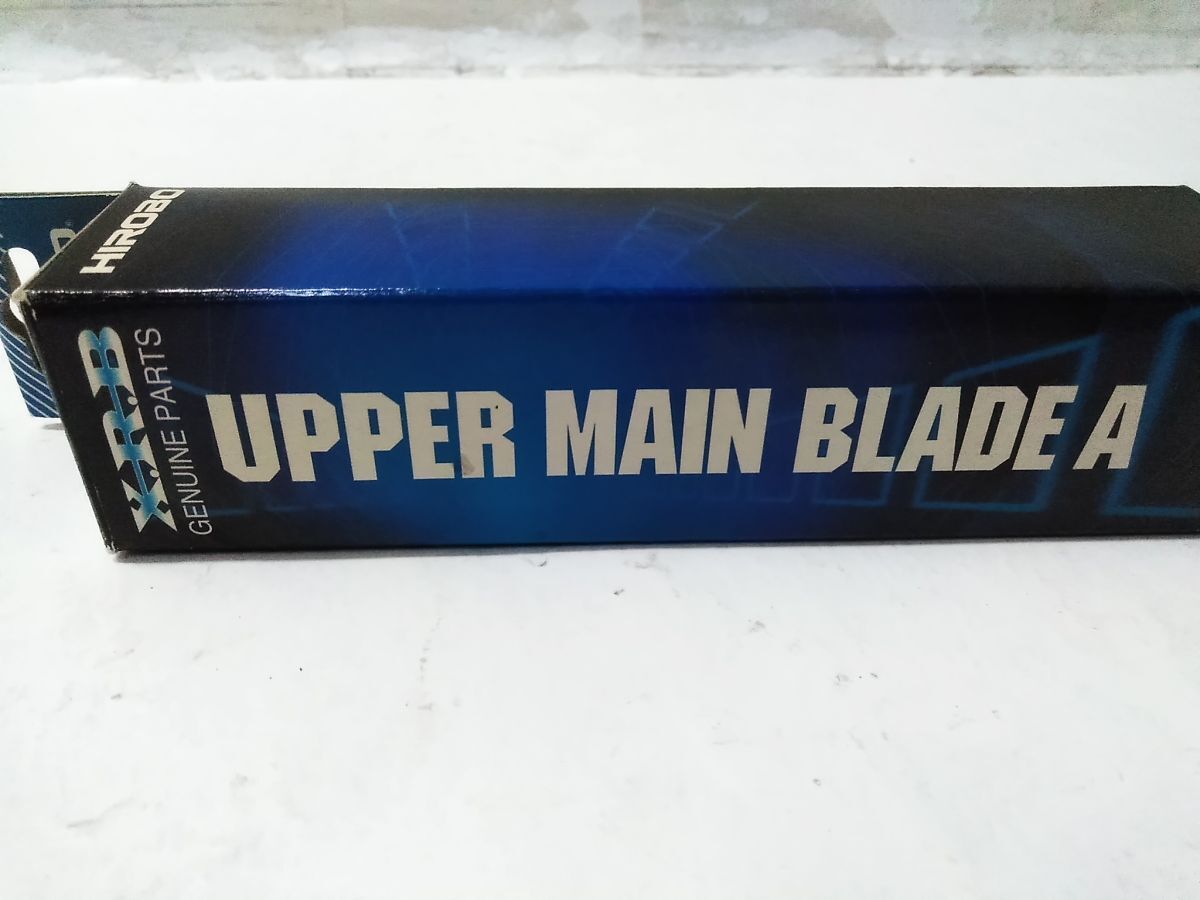 HIROBO
X.R.B
GENUINE PARTS
UPPER MAIN BLADE A